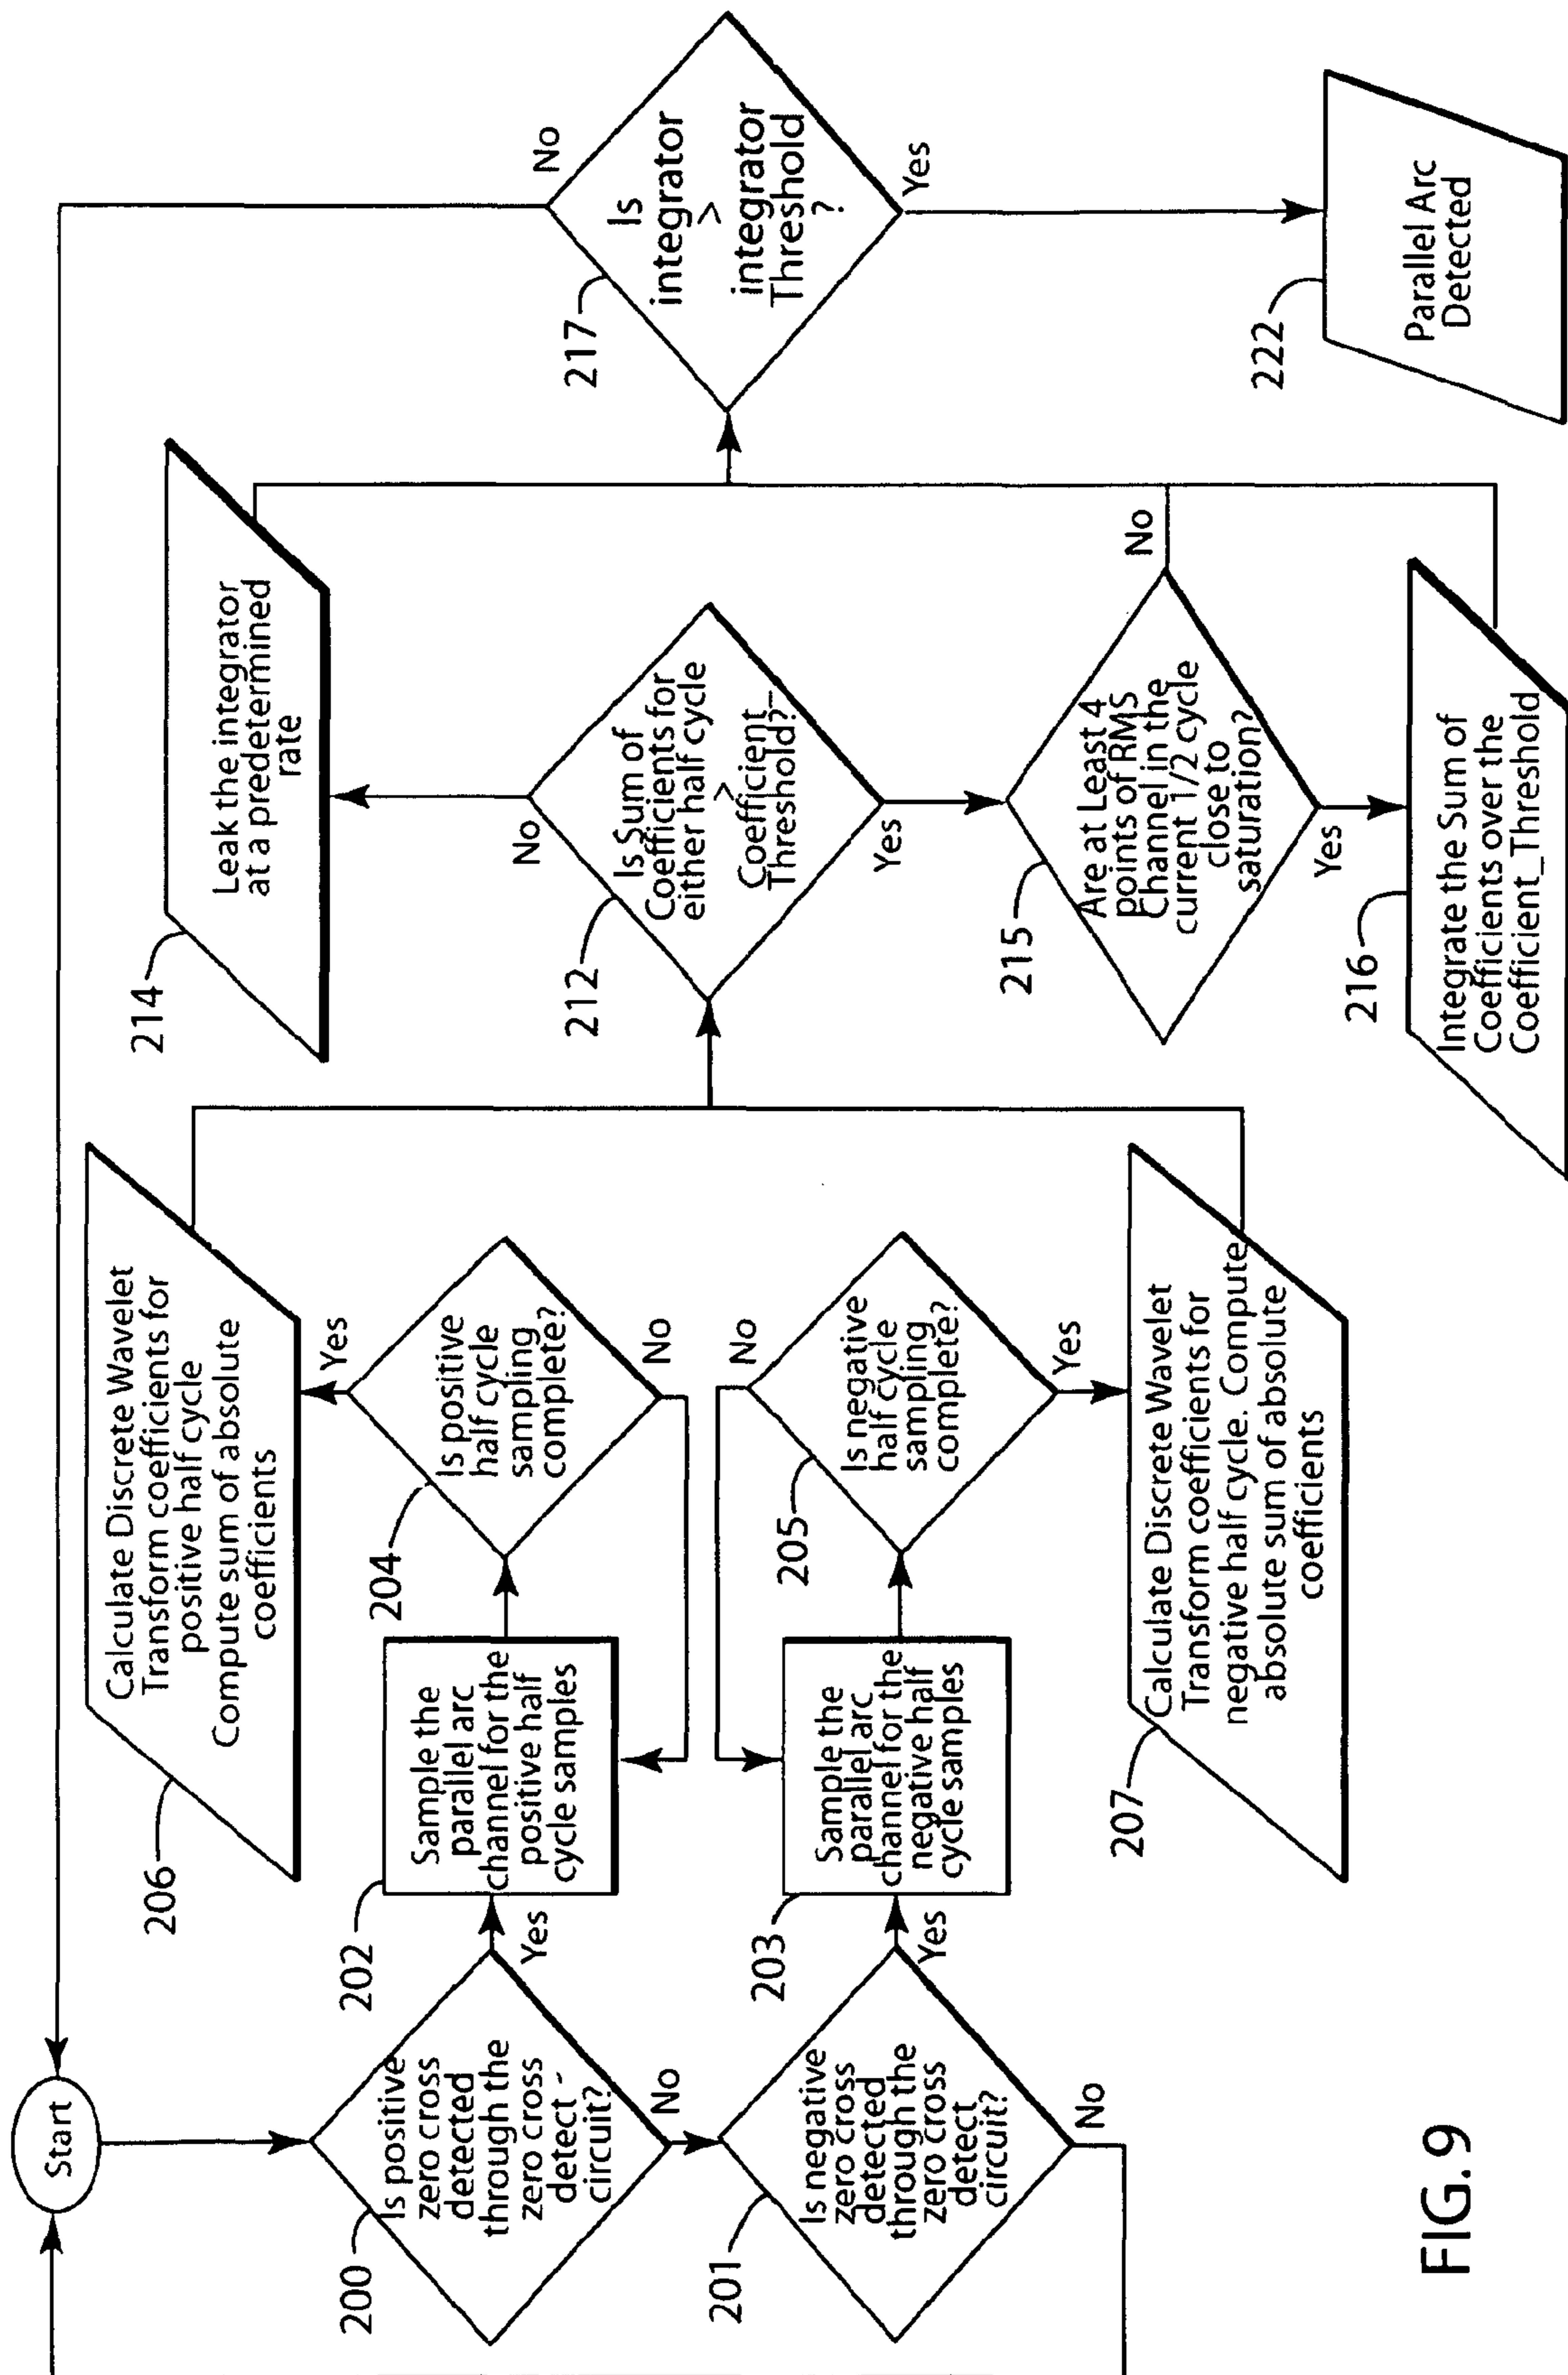 Start
200
Is positive
zero cross
detected
through the
zero cross
detect
circuit?
Yes
No
201
Is negative
zero cross
detected
through the
zero cross
detect
circuit?
Yes
No
202
Sample the
parallel arc
channel for the
positive half
cycle samples
203
Sample the
parallel arc
channel for the
negative half
cycle samples
204
Is positive
half cycle
sampling
complete?
Yes
No
205
Is negative
half cycle
sampling
complete?
No
Yes
206
Calculate Discrete Wavelet
Transform coefficients for
positive half cycle
Compute sum of absolute
coefficients
207
Calculate Discrete Wavelet
Transform coefficients for
negative half cycle. Compute
absolute sum of absolute
coefficients
212
Is Sum of
Coefficients for
either half cycle
>
Coefficient_
Threshold?
No
Yes
214
Leak the integrator
at a predetermined
rate
215
Are at Least 4
points of RMS
Channel in the
current 1/2 cycle
close to
saturation?
No
Yes
216
Integrate the Sum of
Coefficients over the
Coefficient_Threshold
217
Is
integrator
>
integrator
Threshold
?
No
Yes
222
Parallel Arc
Detected
FIG.9